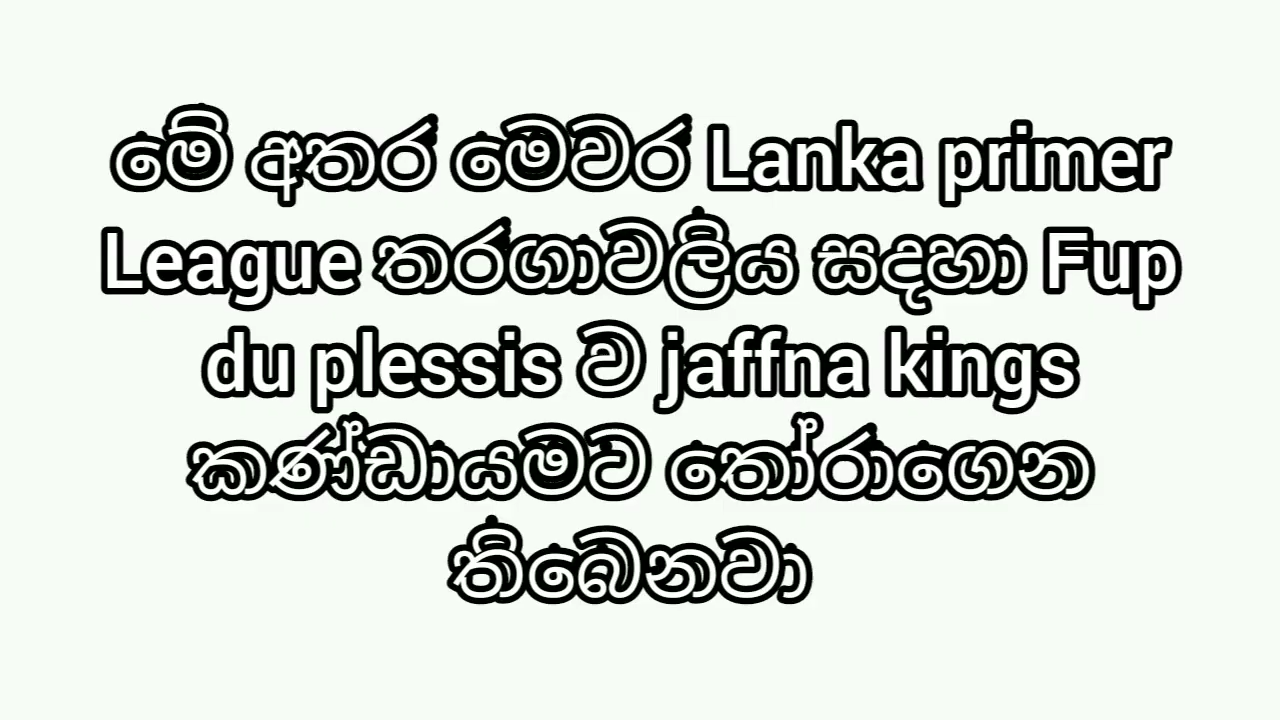 මේ අතර මෙවර Lanka primer
League තරගාවලිය සදහා Fup
du plessis ව jaffna kings
කණ්ඩායමට තෝරාගෙන
තිබෙනවා